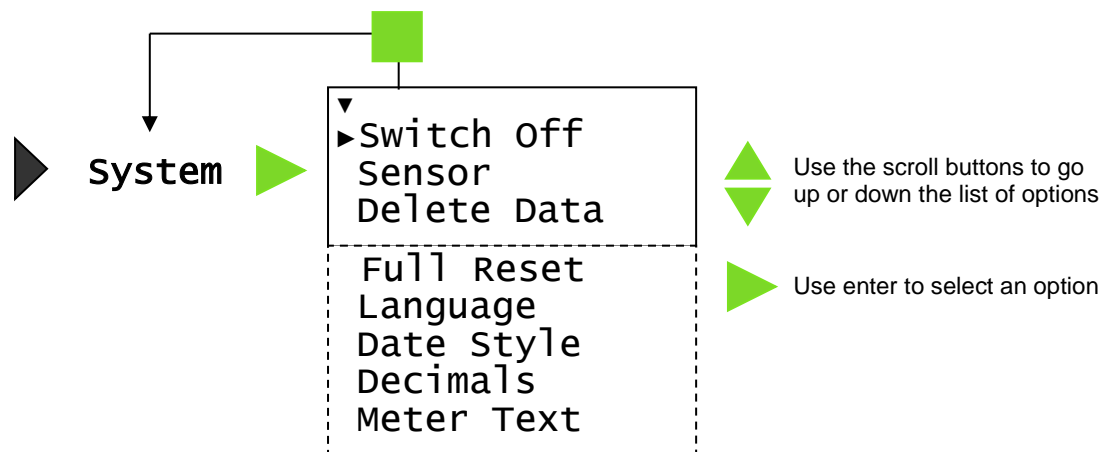 System
▼
►Switch Off
Sensor
Delete Data
Full Reset
Language
Date Style
Decimals
Meter Text
Use the scroll buttons to go
up or down the list of options
Use enter to select an option